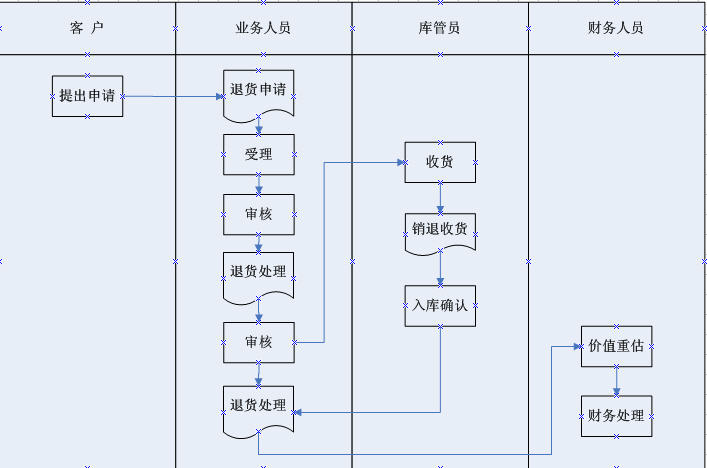 客 户
业务人员
库管员
财务人员
提出申请
退货申请
受理
审核
退货处理
审核
退货处理
收货
销退收货
入库确认
价值重估
财务处理